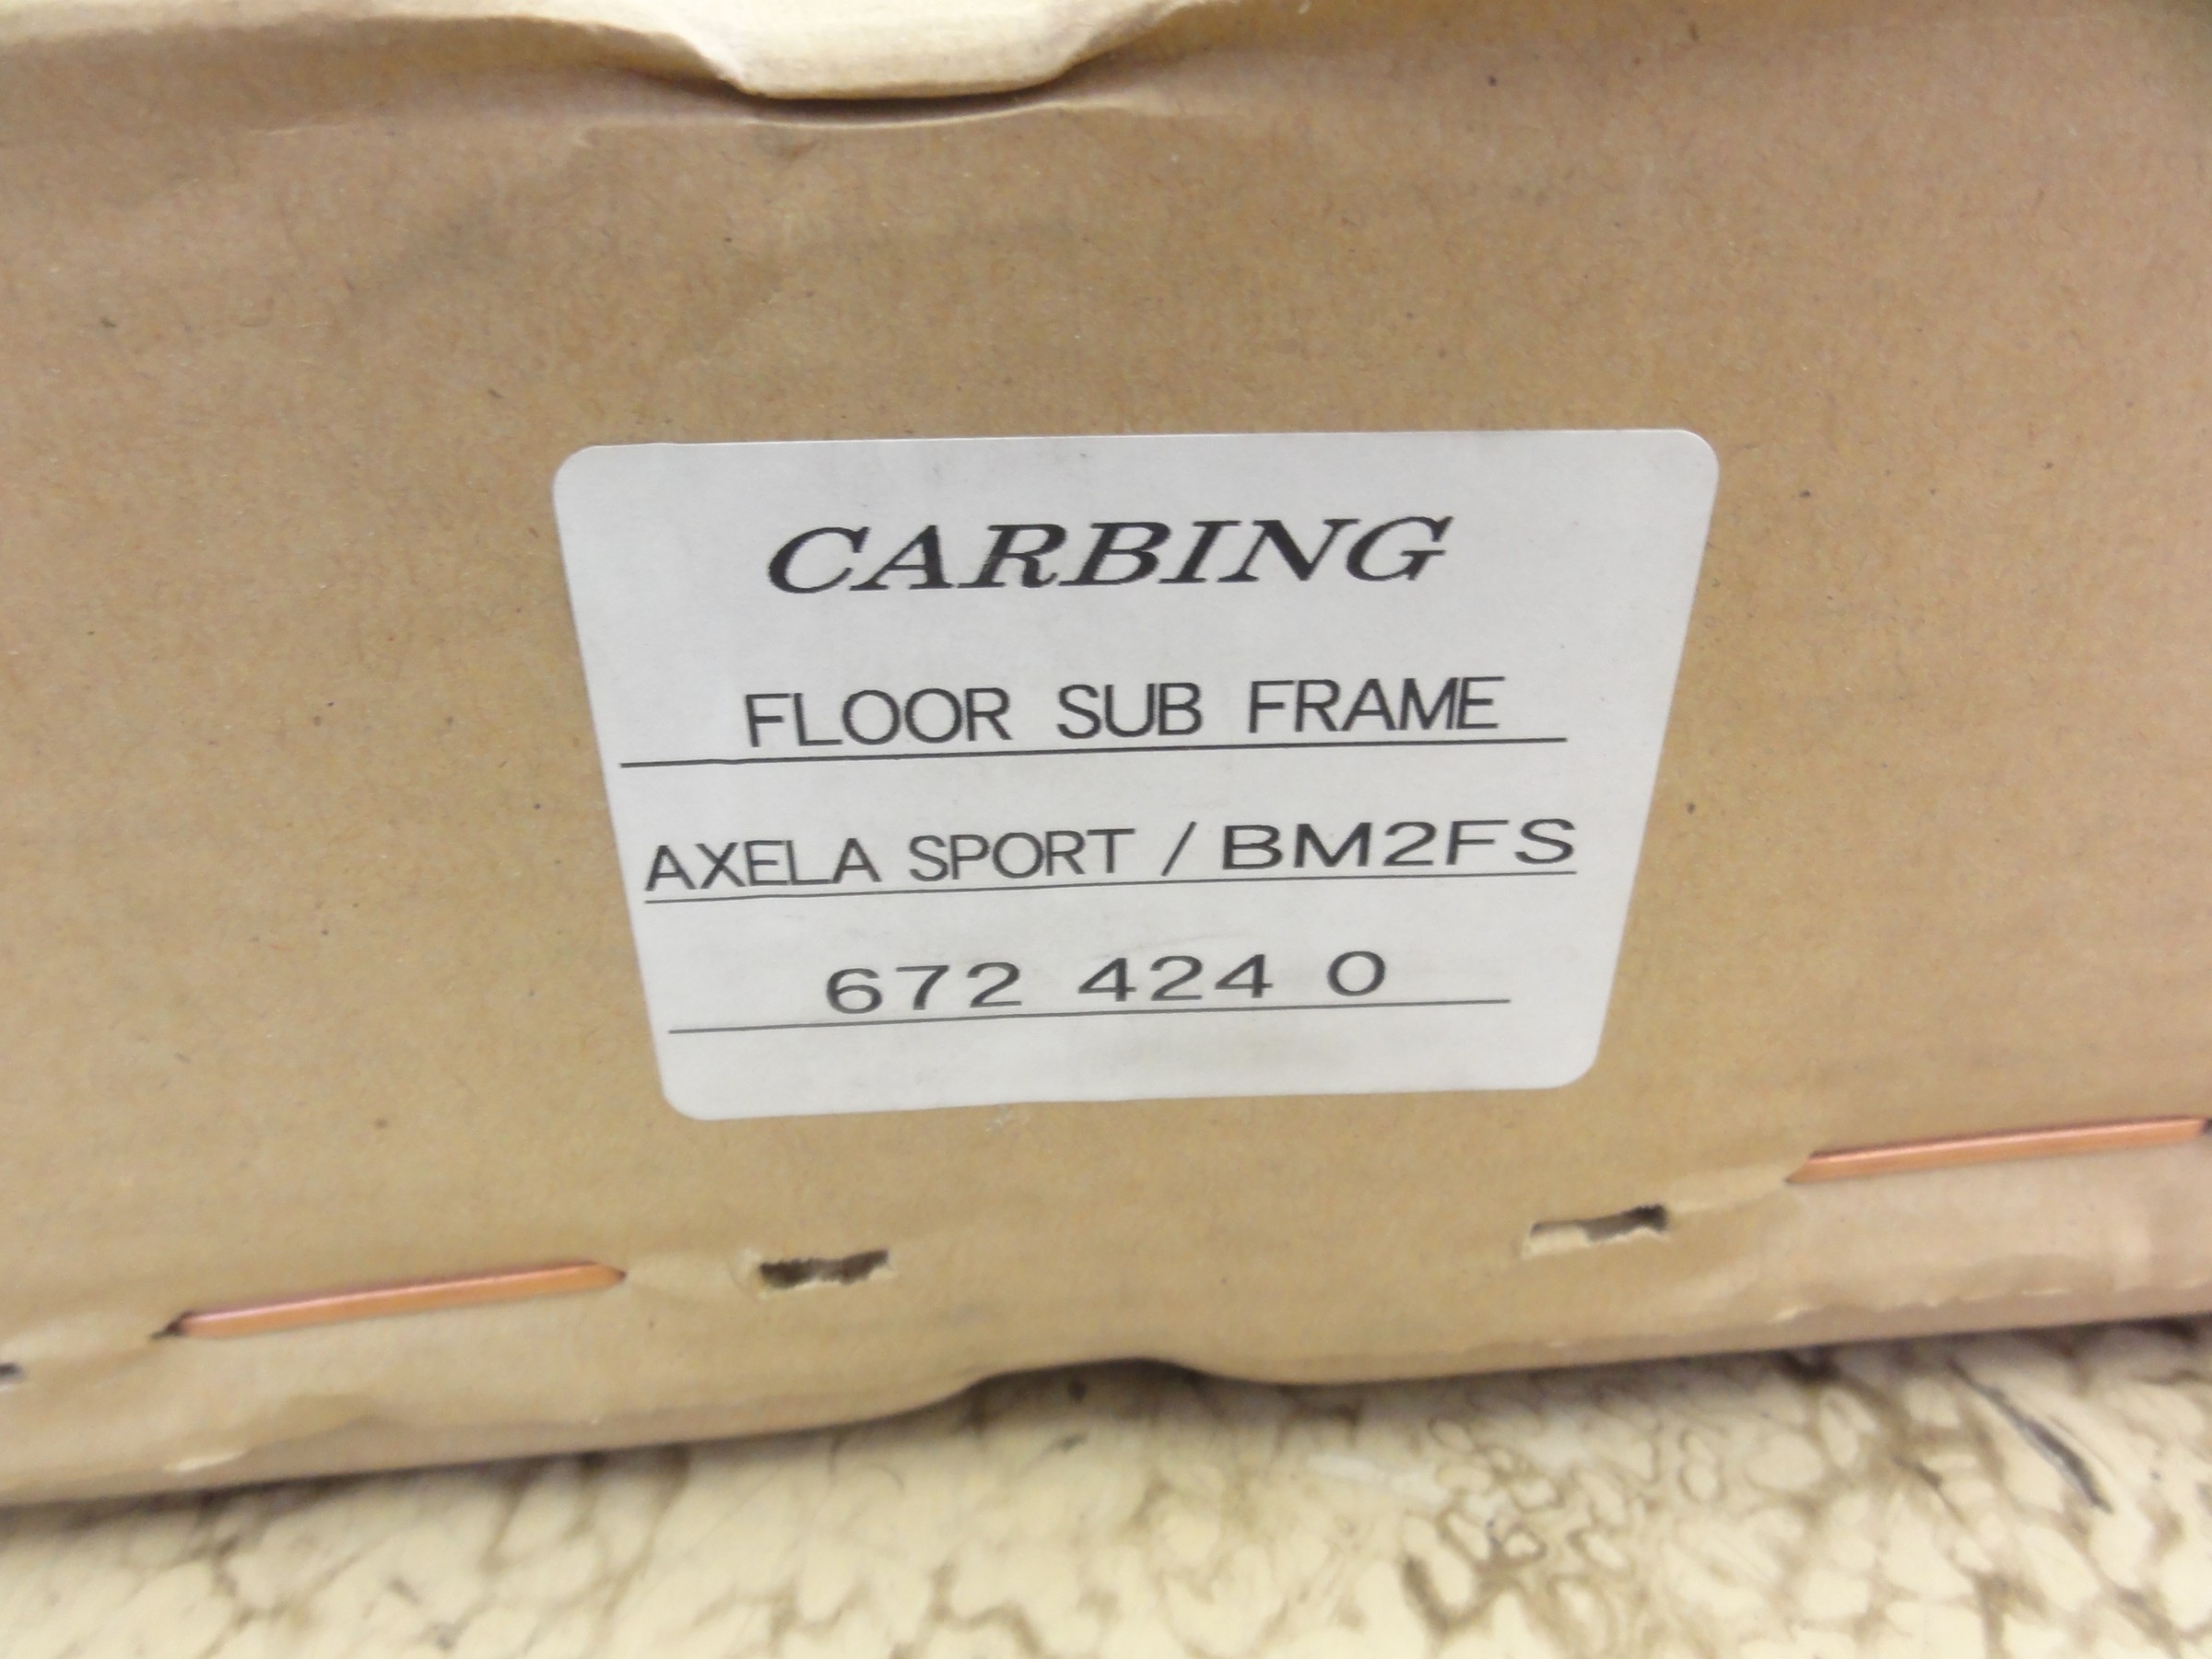 CARBING
FLOOR SUB FRAME
AXELA SPORT / BM2FS
672 424 0